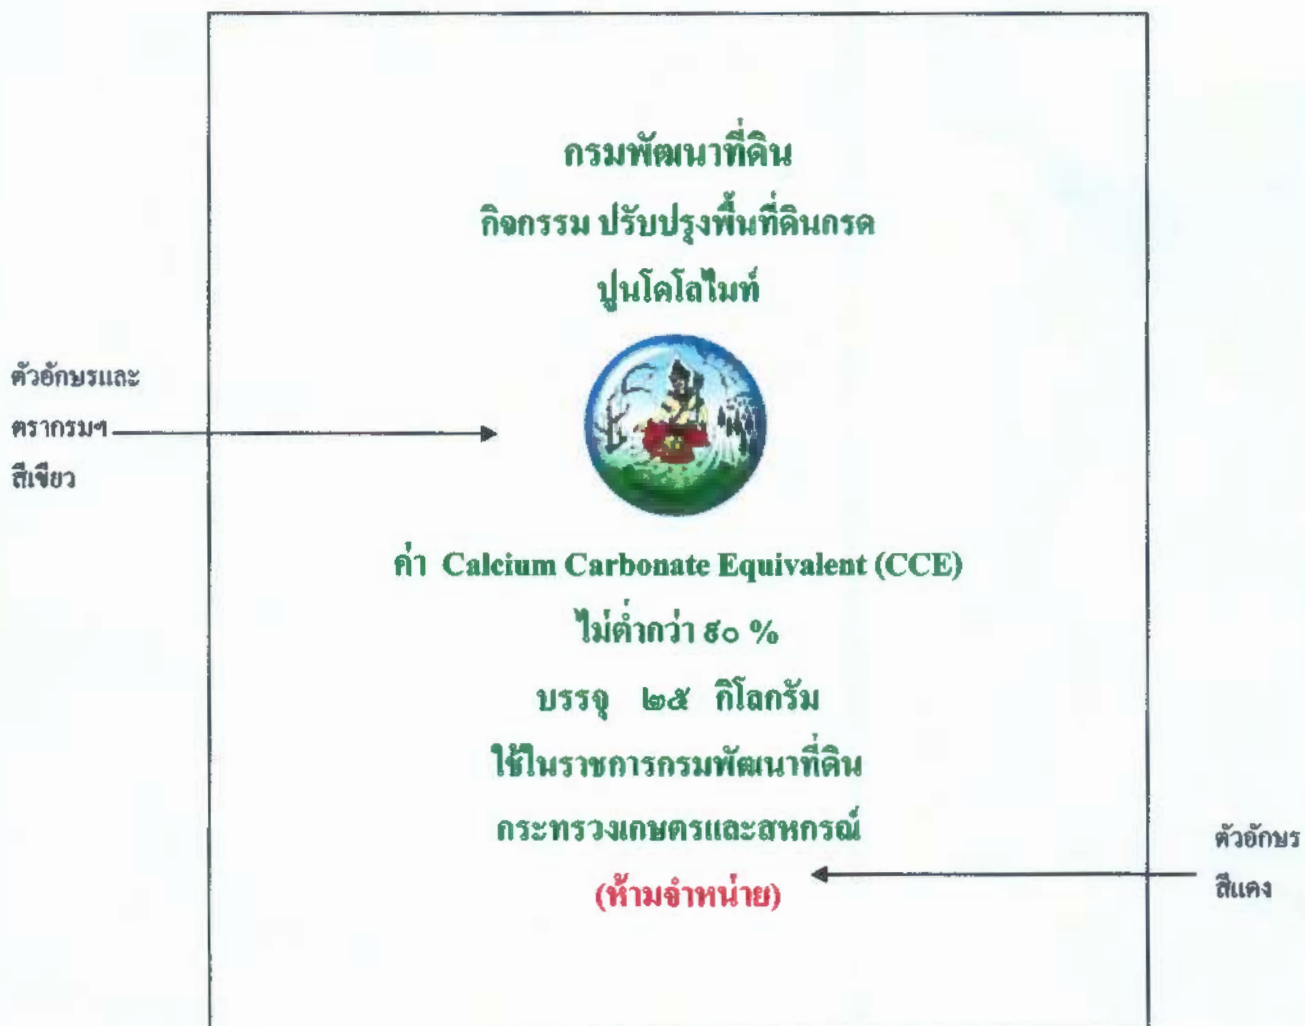 กรมพัฒนาที่ดิน
กิจกรรม ปรับปรุงพื้นที่ดินกรด
ปูนโดโลไมท์
ตัวอักษรและ
ตรากรมฯ
สีเขียว
ค่า Calcium Carbonate Equivalent (CCE)
ไม่ต่ำกว่า ๙๐ %
บรรจุ ๒๕ กิโลกรัม
ใช้ในราชการกรมพัฒนาที่ดิน
กระทรวงเกษตรและสหกรณ์
(ห้ามจำหน่าย)
ตัวอักษร
สีแดง